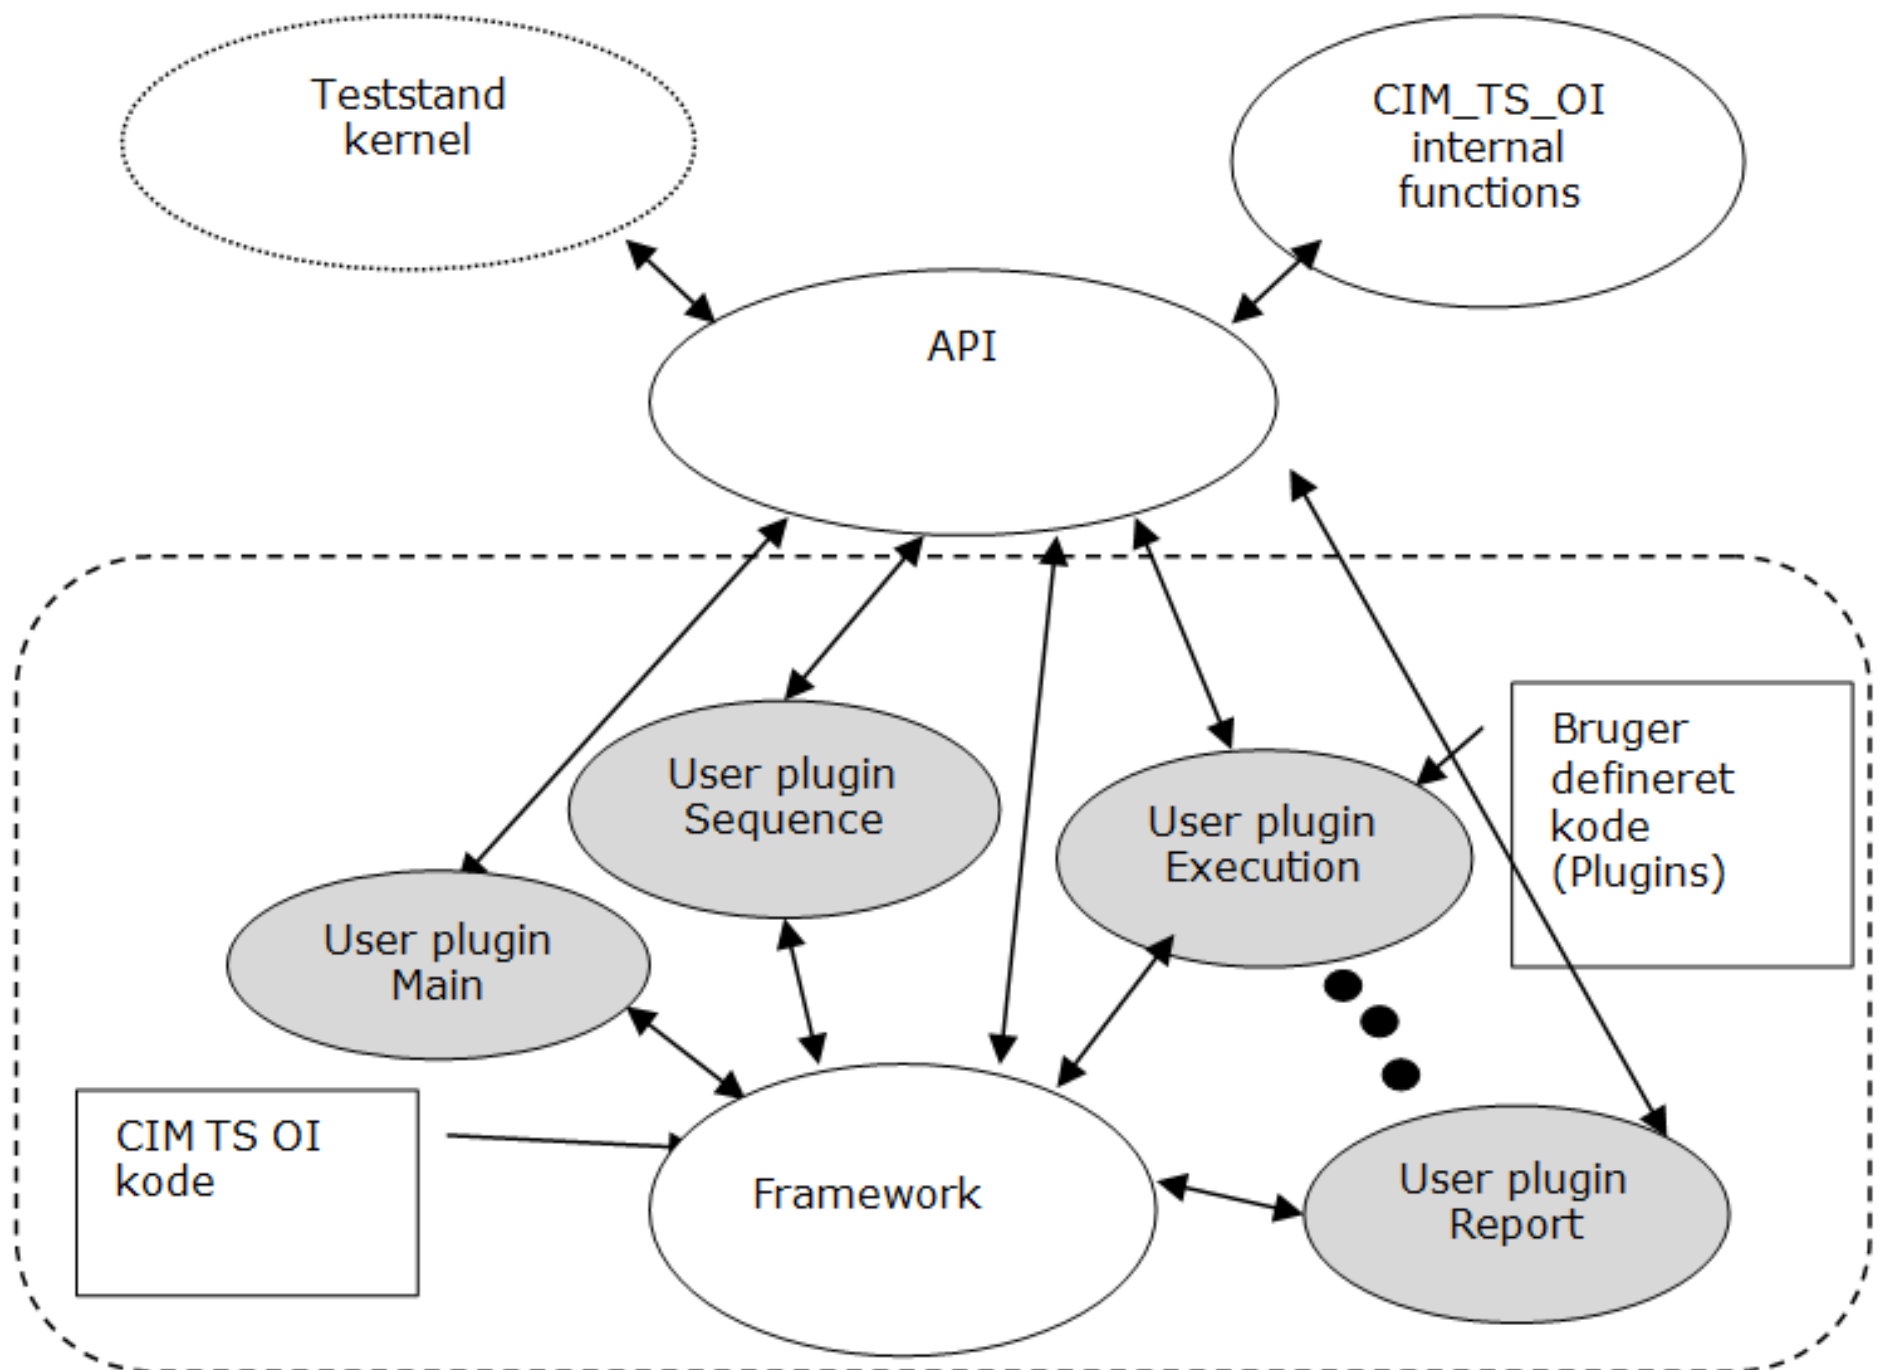 Teststand
kernel
CIM_TS_OI
internal
functions
API
User plugin
Sequence
User plugin
Execution
Bruger
defineret
kode
(Plugins)
User plugin
Main
CIM TS OI
kode
Framework
User plugin
Report